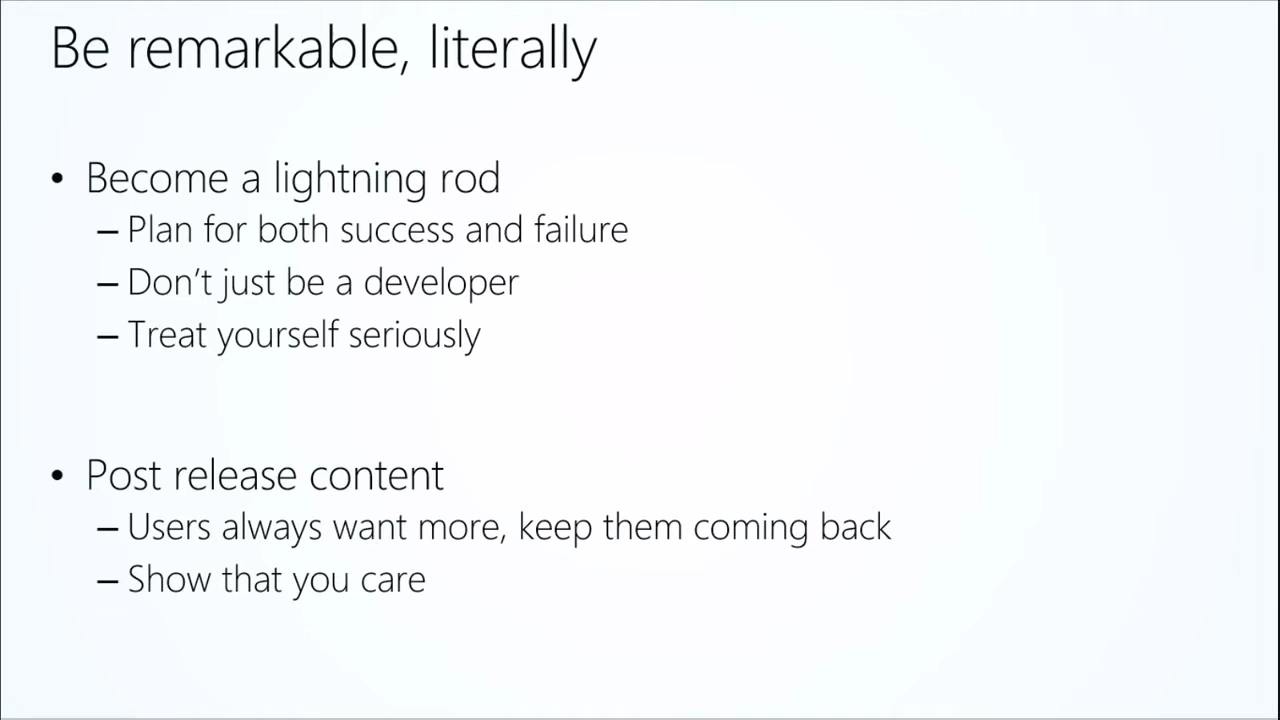 Be remarkable, literally
• Become a lightning rod
– Plan for both success and failure
– Don’t just be a developer
– Treat yourself seriously
• Post release content
– Users always want more, keep them coming back
– Show that you care